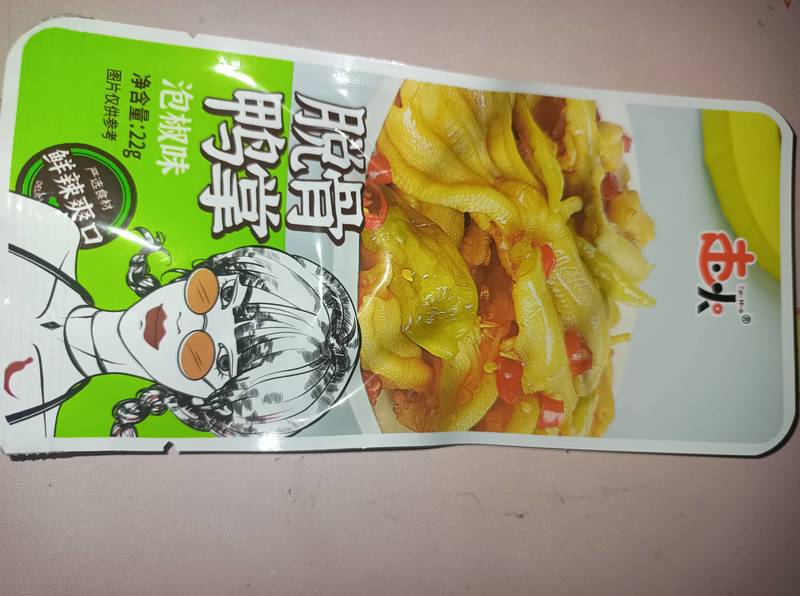 脱骨
鸭掌
泡椒味
净含量:22g
图片仅供参考
严选食材
鲜辣爽口